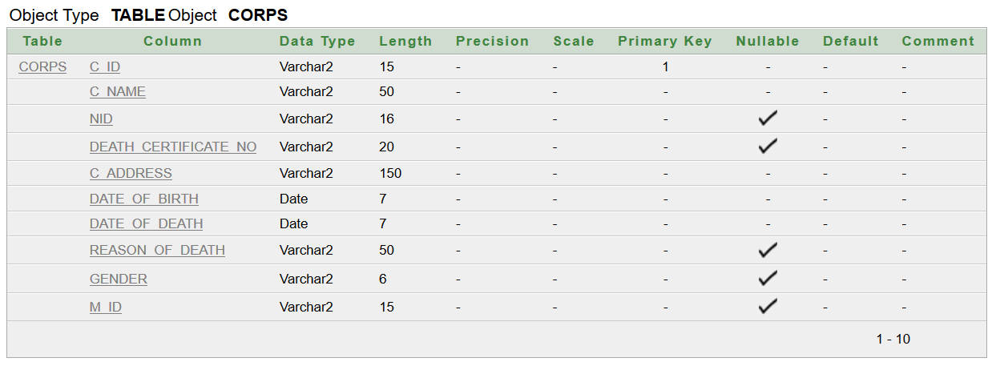 Object Type TABLE Object CORPS
Table Column Data Type Length Precision Scale Primary Key Nullable Default Comment
CORPS C_ID Varchar2 15 - - 1 - - -
C_NAME Varchar2 50 - - - - - -
NID Varchar2 16 - - - ✓ - -
DEATH_CERTIFICATE_NO Varchar2 20 - - - ✓ - -
C_ADDRESS Varchar2 150 - - - - - -
DATE_OF_BIRTH Date 7 - - - - - -
DATE_OF_DEATH Date 7 - - - - - -
REASON_OF_DEATH Varchar2 50 - - - ✓ - -
GENDER Varchar2 6 - - - ✓ - -
M_ID Varchar2 15 - - - ✓ - -
1 - 10